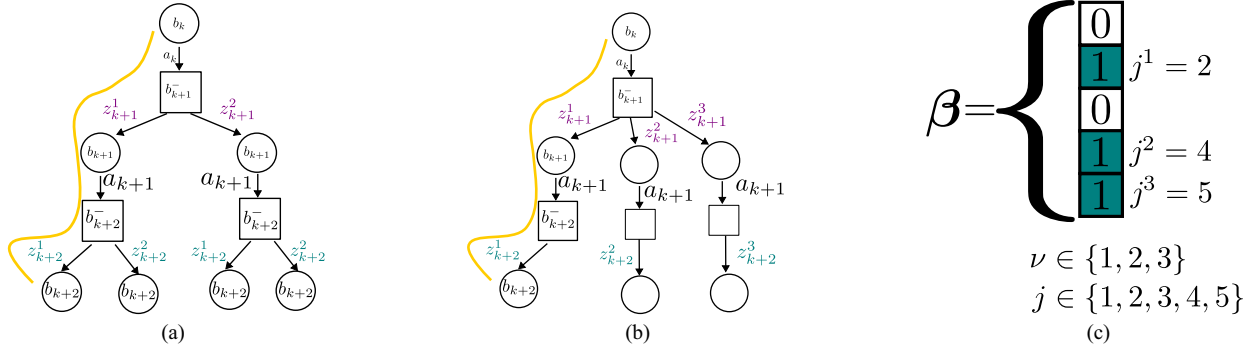 b_k
a_k
b^-_{k+1}
z^1_{k+1} z^2_{k+1}
b_{k+1} b_{k+1}
a_{k+1} a_{k+1}
b^-_{k+2} b^-_{k+2}
z^1_{k+2} z^2_{k+2} z^1_{k+2} z^2_{k+2}
b_{k+2} b_{k+2} b_{k+2} b_{k+2}
(a)
b_k
a_k
b^-_{k+1}
z^1_{k+1} z^2_{k+1} z^3_{k+1}
b_{k+1}
a_{k+1} a_{k+1} a_{k+1}
b^-_{k+2}
z^1_{k+2} z^2_{k+2} z^3_{k+2}
b_{k+2}
(b)
β=
0
1 j^1 = 2
0
1 j^2 = 4
1 j^3 = 5
ν ∈ {1, 2, 3}
j ∈ {1, 2, 3, 4, 5}
(c)